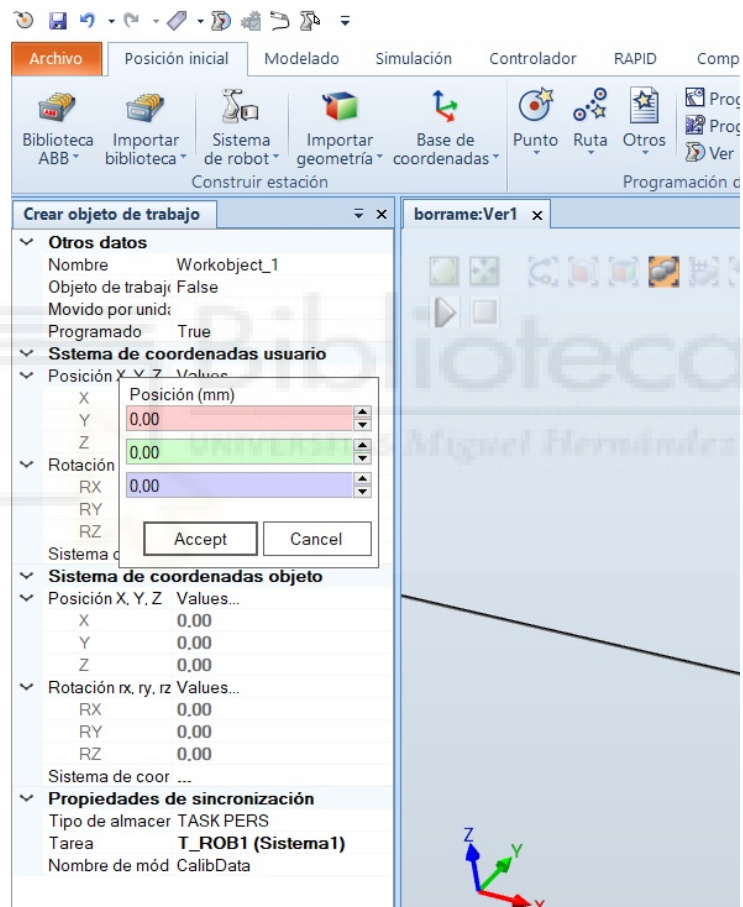 Archivo Posición inicial Modelado Simulación Controlador RAPID Comp
Biblioteca ABB Importar biblioteca Sistema de robot Importar geometría Base de coordenadas Punto Ruta Otros Prog
Prog
Ver
Construir estación Programación d
Crear objeto de trabajo borrame:Ver1
Otros datos
Nombre Workobject_1
Objeto de trabaj False
Movido por unida
Programado True
Sstema de coordenadas usuario
Posición X, Y, Z Values...
X Posición (mm)
Y 0,00
Z 0,00
Rotación
RX 0,00
RY
RZ Accept Cancel
Sistema d
Sistema de coordenadas objeto
Posición X, Y, Z Values...
X 0,00
Y 0,00
Z 0,00
Rotación rx, ry, rz Values...
RX 0,00
RY 0,00
RZ 0,00
Sistema de coor ...
Propiedades de sincronización
Tipo de almacer TASK PERS
Tarea T_ROB1 (Sistema1)
Nombre de mód CalibData
Z
Y
X
Biblioteca
UNIVERSITAS Miguel Hernández